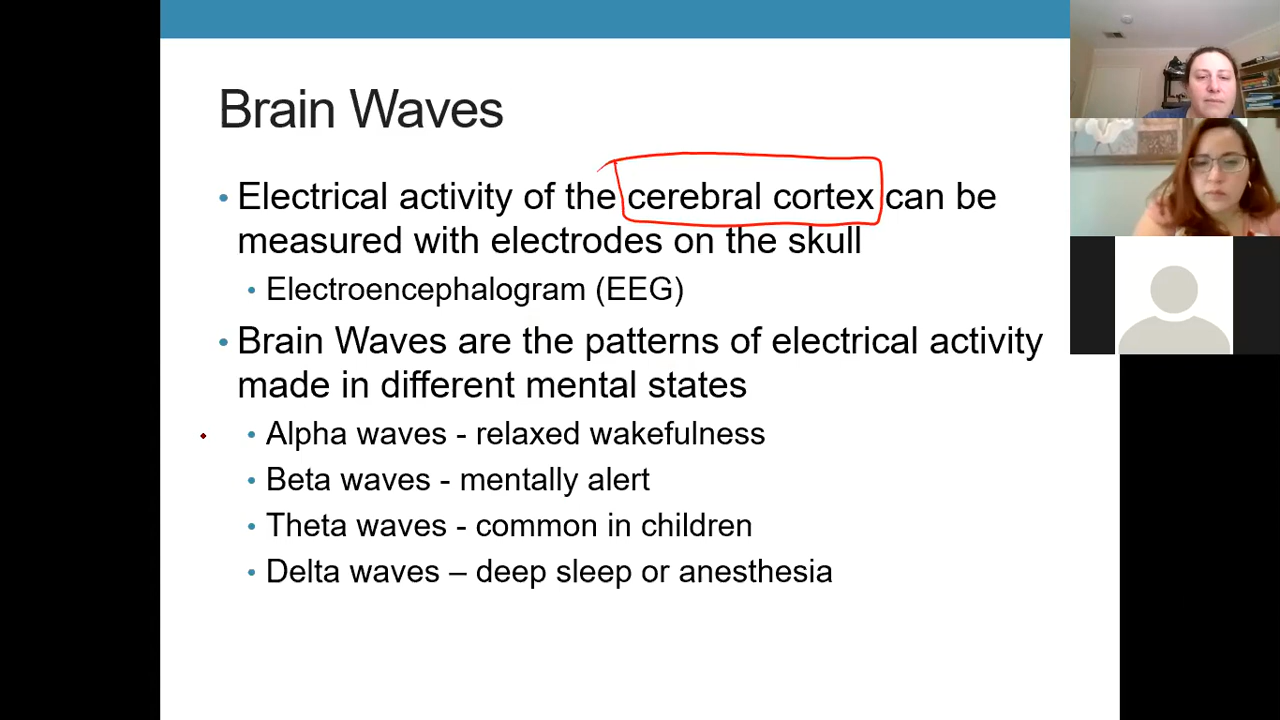 Brain Waves
• Electrical activity of the cerebral cortex can be
measured with electrodes on the skull
• Electroencephalogram (EEG)
• Brain Waves are the patterns of electrical activity
made in different mental states
• Alpha waves - relaxed wakefulness
• Beta waves - mentally alert
• Theta waves - common in children
• Delta waves – deep sleep or anesthesia